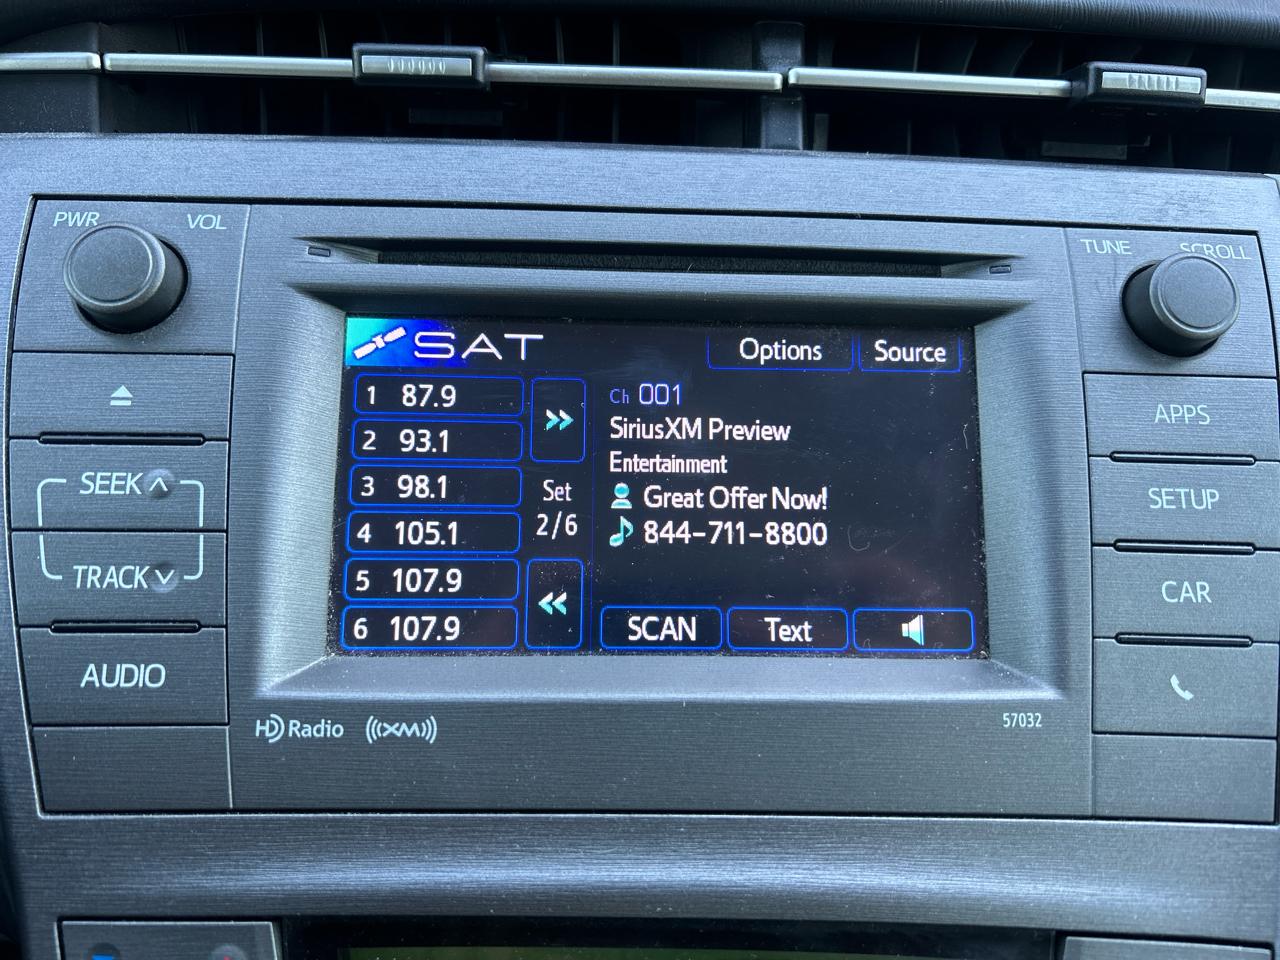 PWR VOL
TUNE SCROLL
SAT
Options Source
1 87.9
2 93.1
3 98.1
4 105.1
5 107.9
6 107.9
Set
2/6
Ch 001
SiriusXM Preview
Entertainment
Great Offer Now!
844-711-8800
SCAN Text
SEEK
TRACK
AUDIO
APPS
SETUP
CAR
HD Radio ((XM))
57032